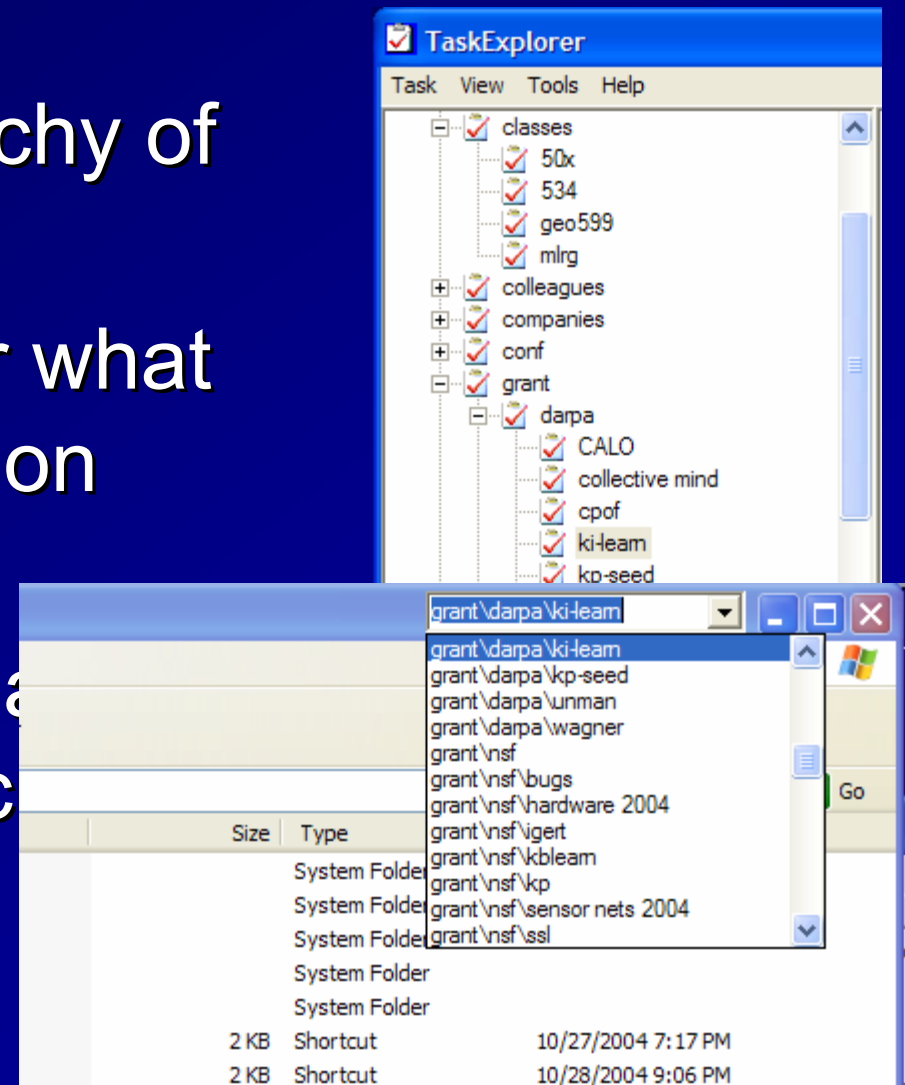 chy of
r what
on
TaskExplorer
Task View Tools Help
classes
50x
534
geo599
mlrg
colleagues
companies
conf
grant
darpa
CALO
collective mind
cpof
ki-learn
kp-seed
grant\darpa\ki-learn
grant\darpa\ki-learn
grant\darpa\kp-seed
grant\darpa\unman
grant\darpa\wagner
grant\nsf
grant\nsf\bugs
grant\nsf\hardware 2004
grant\nsf\igert
grant\nsf\kblearn
grant\nsf\kp
grant\nsf\sensor nets 2004
grant\nsf\ssl
Go
Size Type
System Folder
System Folder
System Folder
System Folder
System Folder
2 KB Shortcut 10/27/2004 7:17 PM
2 KB Shortcut 10/28/2004 9:06 PM